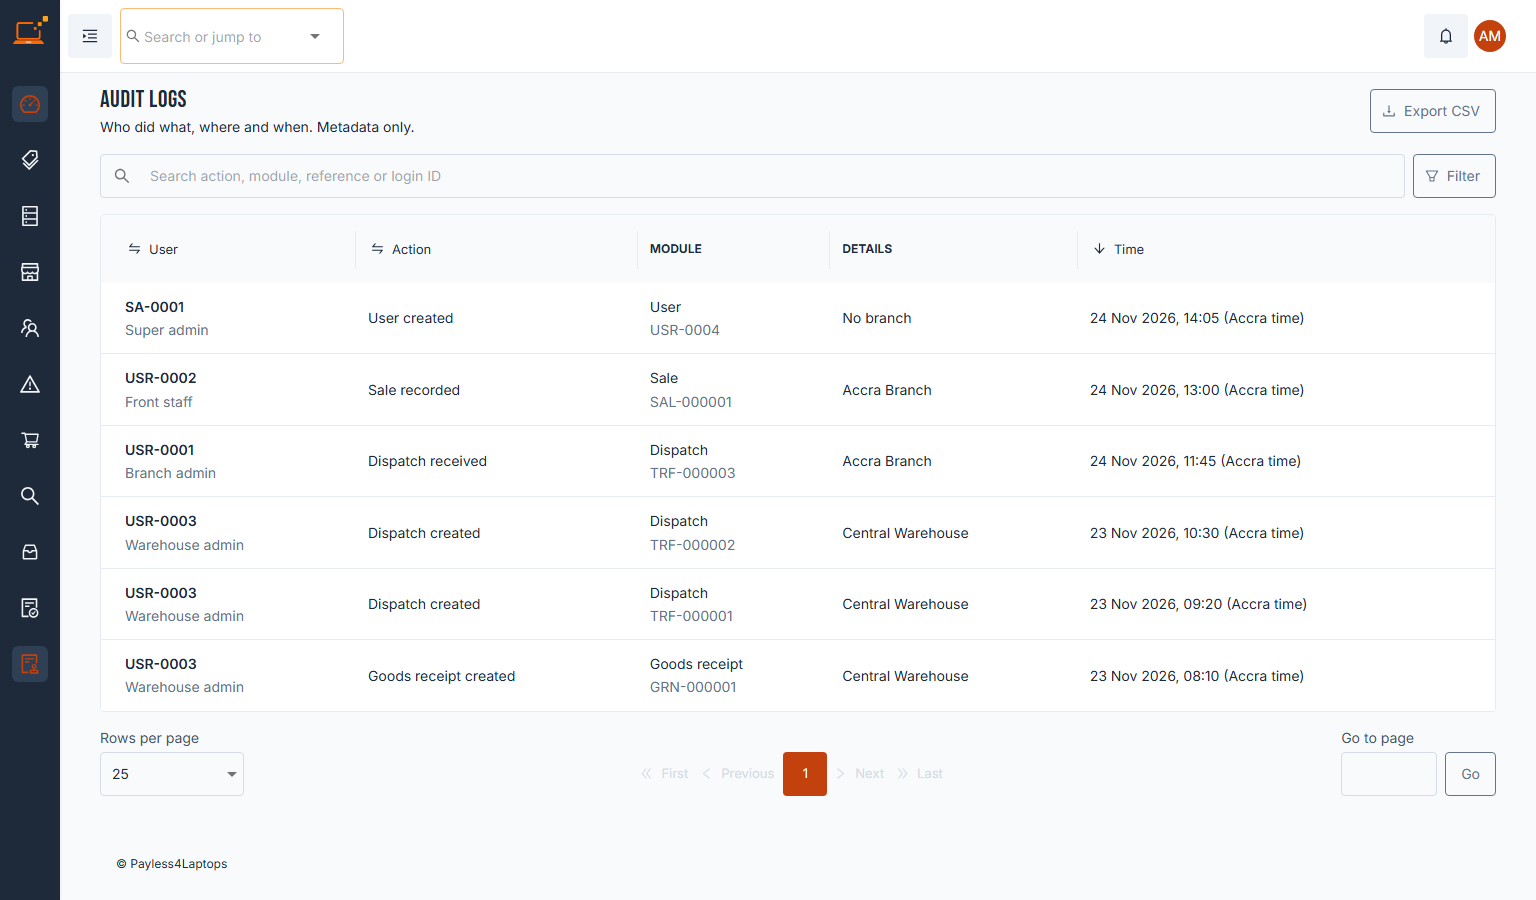 Search or jump to
AM
AUDIT LOGS
Who did what, where and when. Metadata only.
Export CSV
Search action, module, reference or login ID
Filter
User Action MODULE DETAILS Time
SA-0001 User
User created No branch 24 Nov 2026, 14:05 (Accra time)
Super admin USR-0004
USR-0002 Sale
Sale recorded Accra Branch 24 Nov 2026, 13:00 (Accra time)
Front staff SAL-000001
USR-0001 Dispatch
Dispatch received Accra Branch 24 Nov 2026, 11:45 (Accra time)
Branch admin TRF-000003
USR-0003 Dispatch
Dispatch created Central Warehouse 23 Nov 2026, 10:30 (Accra time)
Warehouse admin TRF-000002
USR-0003 Dispatch
Dispatch created Central Warehouse 23 Nov 2026, 09:20 (Accra time)
Warehouse admin TRF-000001
USR-0003 Goods receipt
Goods receipt created Central Warehouse 23 Nov 2026, 08:10 (Accra time)
Warehouse admin GRN-000001
Rows per page Go to page
25 First Previous 1 Next Last Go
© Payless4Laptops